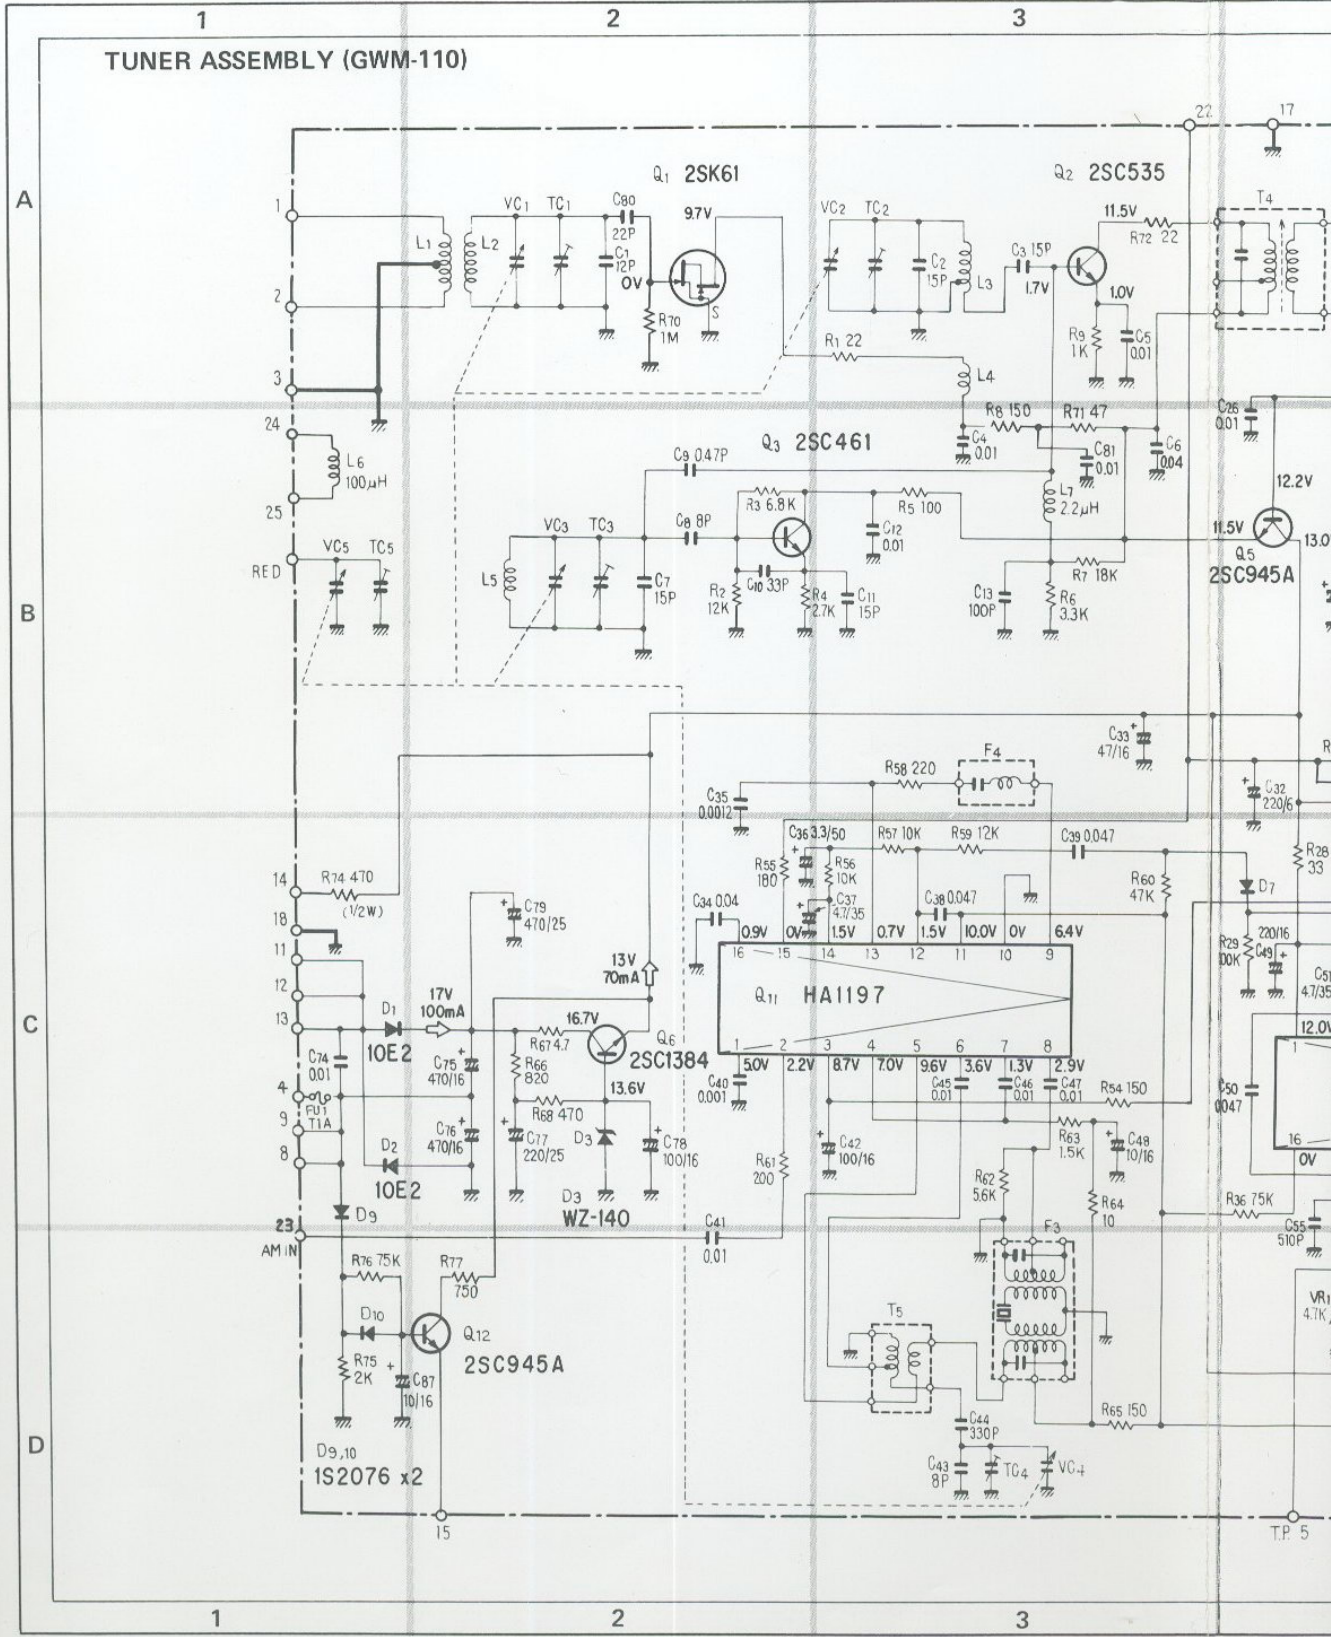 1 2 3
TUNER ASSEMBLY (GWM-110)
22 17
A
Q1 2SK61
Q2 2SC535
T4
1
VC1 TC1 C80
22P
9.7V
VC2 TC2
11.5V
R72 22
L1 L2
C1
12P
0V
C2
15P
L3
C3 15P
1.7V
1.0V
2
R70
1M
S
R1 22
R9
1K
C5
0.01
3
L4
24
L6
100μH
25
R8 150
R71 47
C26
0.01
C4
0.01
C81
0.01
C6
0.04
Q3 2SC461
C9 0.47P
12.2V
L7
2.2μH
R3 6.8K
R5 100
VC3 TC3
C8 8P
C12
0.01
11.5V
Q5
2SC945A
13.0
VC5 TC5
RED
B
L5
C7
15P
R2
12K
C10 33P
R4
2.7K
C11
15P
C13
100P
R7 18K
R6
3.3K
C33
47/16
F4
R58 220
C35
0.0012
C32
220/6
R
C36 3.3/50
R57 10K
R59 12K
C39 0.047
R28
33
R55
180
R56
10K
R60
47K
D7
14
R74 470
(1/2W)
C79
470/25
C34 0.04
C37
4.7/35
C38 0.047
18
11
0.9V 0V 1.5V 0.7V 1.5V 10.0V 0V 6.4V
16 15 14 13 12 11 10 9
R29
220/16
C49
C51
4.7/35
13V
70mA
12
C
13
D1
10E2
17V
100mA
16.7V
Q6
2SC1384
R67 4.7
Q11 HA1197
12.0V
1
C74
0.01
C75
470/16
R66
820
1 2 3 4 5 6 7 8
5.0V 2.2V 8.7V 7.0V 9.6V 3.6V 1.3V 2.9V
4
FU1
T1A
13.6V
R68 470
C40
0.001
C45
0.01
C46
0.01
C47
0.01
R54 150
C50
0.047
9
8
C76
470/16
C77
220/25
D3
C78
100/16
C42
100/16
R63
1.5K
C48
10/16
16
0V
D2
10E2
R61
200
R62
5.6K
R64
10
R36 75K
D9
D3
WZ-140
23
AM IN
C41
0.01
F3
C55
510P
R76 75K
R77
750
VR1
4.7K
D10
Q12
2SC945A
T5
R75
2K
C87
10/16
R65 150
C44
330P
D
D9,10
1S2076 x2
C43
8P
TC4 VC4
15
T.P. 5
1 2 3